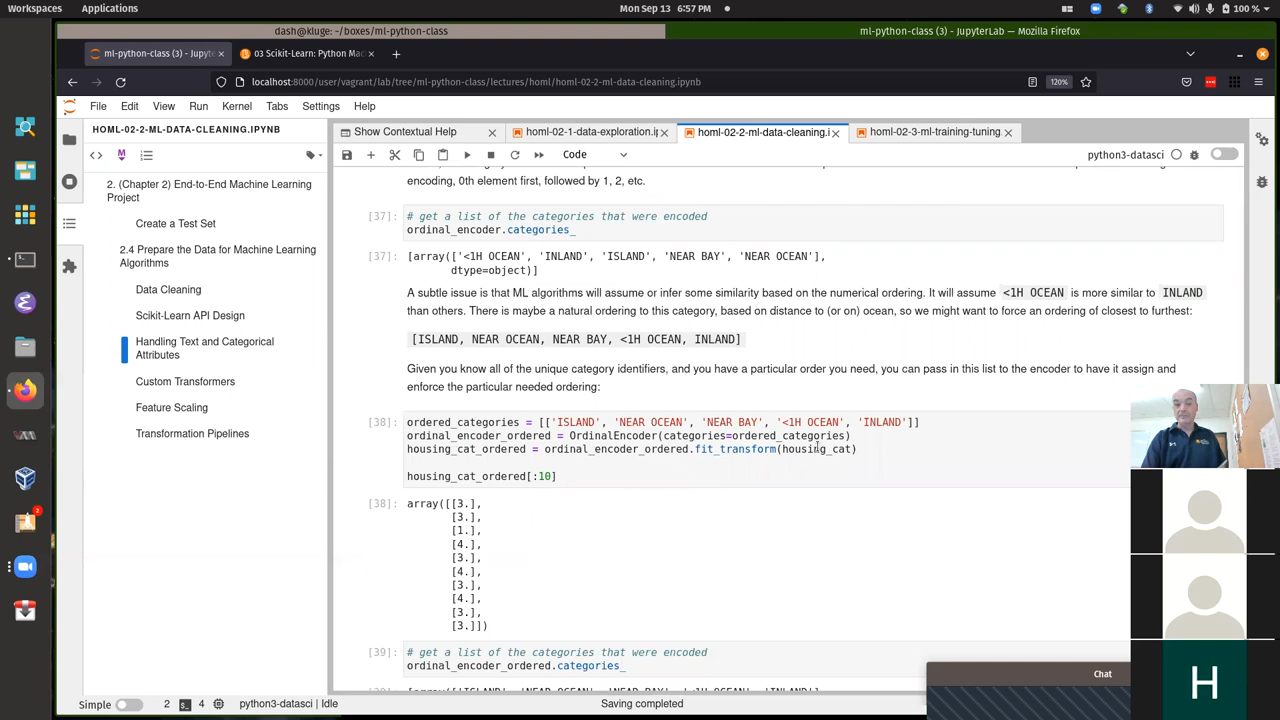 Workspaces Applications Mon Sep 13 6:57 PM 100 %
dash@kluge: ~/boxes/ml-python-class ml-python-class (3) - JupyterLab — Mozilla Firefox
ml-python-class (3) - Jupyte 03 Scikit-Learn: Python Mac
localhost:8000/user/vagrant/lab/tree/ml-python-class/lectures/homl/homl-02-2-ml-data-cleaning.ipynb 120%
File Edit View Run Kernel Tabs Settings Help
HOML-02-2-ML-DATA-CLEANING.IPYNB
2. (Chapter 2) End-to-End Machine Learning
Project
Create a Test Set
2.4 Prepare the Data for Machine Learning
Algorithms
Data Cleaning
Scikit-Learn API Design
Handling Text and Categorical
Attributes
Custom Transformers
Feature Scaling
Transformation Pipelines
Show Contextual Help homl-02-1-data-exploration.i homl-02-2-ml-data-cleaning.i homl-02-3-ml-training-tuning.
Code python3-datasci
encoding, 0th element first, followed by 1, 2, etc.
[37]: # get a list of the categories that were encoded
ordinal_encoder.categories_
[37]: [array(['<1H OCEAN', 'INLAND', 'ISLAND', 'NEAR BAY', 'NEAR OCEAN'],
dtype=object)]
A subtle issue is that ML algorithms will assume or infer some similarity based on the numerical ordering. It will assume <1H OCEAN is more similar to INLAND
than others. There is maybe a natural ordering to this category, based on distance to (or on) ocean, so we might want to force an ordering of closest to furthest:
[ISLAND, NEAR OCEAN, NEAR BAY, <1H OCEAN, INLAND]
Given you know all of the unique category identifiers, and you have a particular order you need, you can pass in this list to the encoder to have it assign and
enforce the particular needed ordering:
[38]: ordered_categories = [['ISLAND', 'NEAR OCEAN', 'NEAR BAY', '<1H OCEAN', 'INLAND']]
ordinal_encoder_ordered = OrdinalEncoder(categories=ordered_categories)
housing_cat_ordered = ordinal_encoder_ordered.fit_transform(housing_cat)
housing_cat_ordered[:10]
[38]: array([[3.],
[3.],
[1.],
[4.],
[3.],
[4.],
[3.],
[4.],
[3.],
[3.]])
[39]: # get a list of the categories that were encoded
ordinal_encoder_ordered.categories_
Chat
H
2
Simple 2 4 python3-datasci | Idle Saving completed